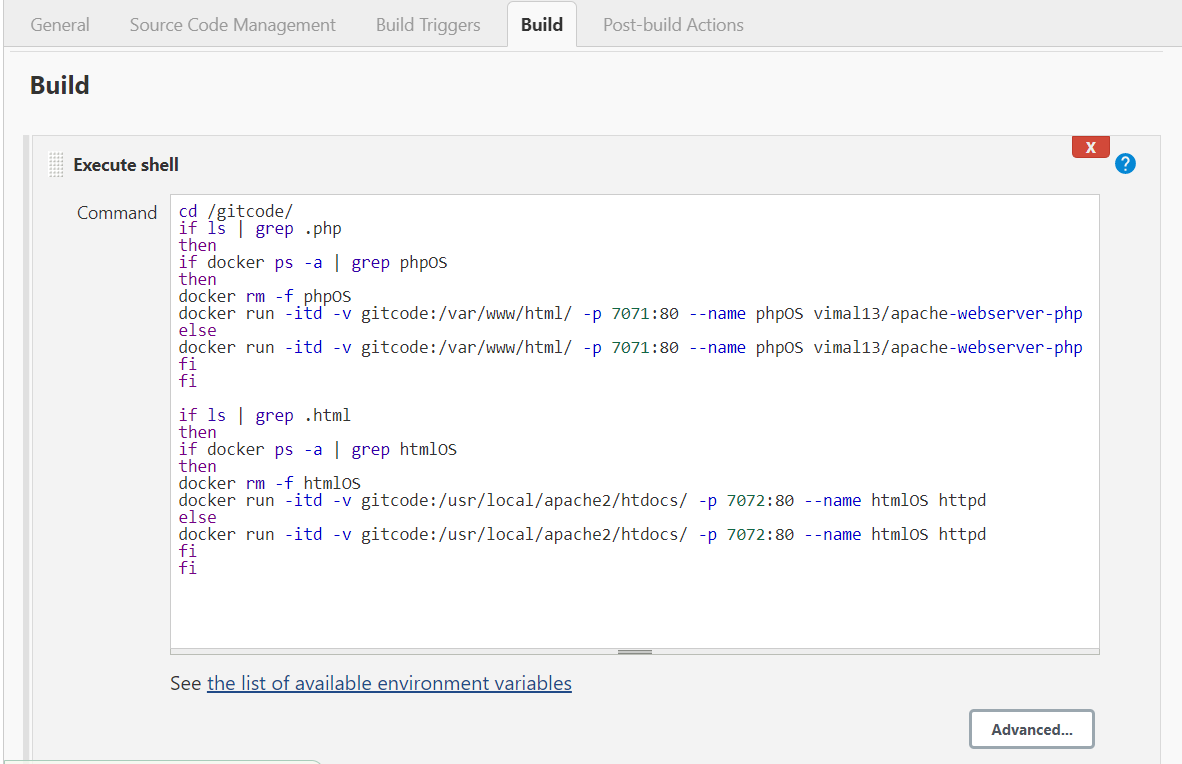 General Source Code Management Build Triggers Build Post-build Actions
Build
Execute shell
X
?
Command
cd /gitcode/
if ls | grep .php
then
if docker ps -a | grep phpOS
then
docker rm -f phpOS
docker run -itd -v gitcode:/var/www/html/ -p 7071:80 --name phpOS vimal13/apache-webserver-php
else
docker run -itd -v gitcode:/var/www/html/ -p 7071:80 --name phpOS vimal13/apache-webserver-php
fi
fi

if ls | grep .html
then
if docker ps -a | grep htmlOS
then
docker rm -f htmlOS
docker run -itd -v gitcode:/usr/local/apache2/htdocs/ -p 7072:80 --name htmlOS httpd
else
docker run -itd -v gitcode:/usr/local/apache2/htdocs/ -p 7072:80 --name htmlOS httpd
fi
fi
See the list of available environment variables
Advanced...